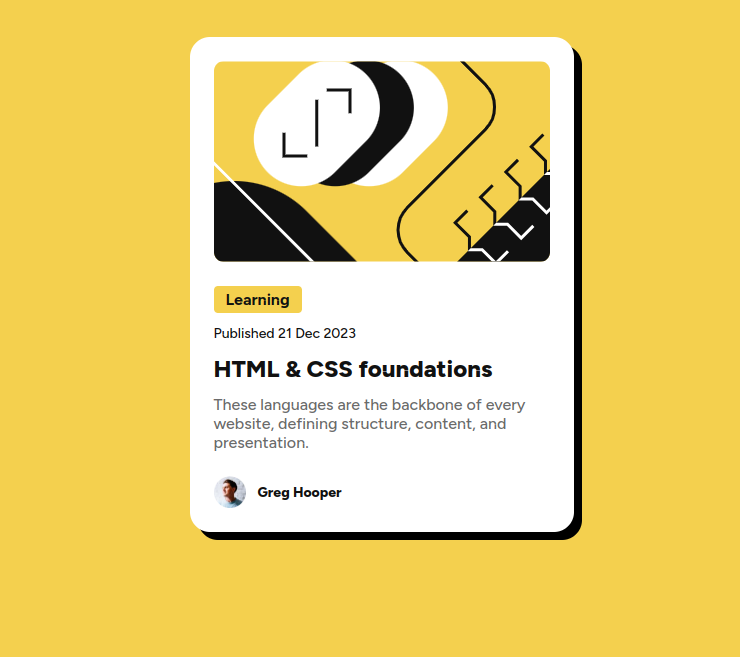 Learning
Published 21 Dec 2023
HTML & CSS foundations
These languages are the backbone of every
website, defining structure, content, and
presentation.
Greg Hooper